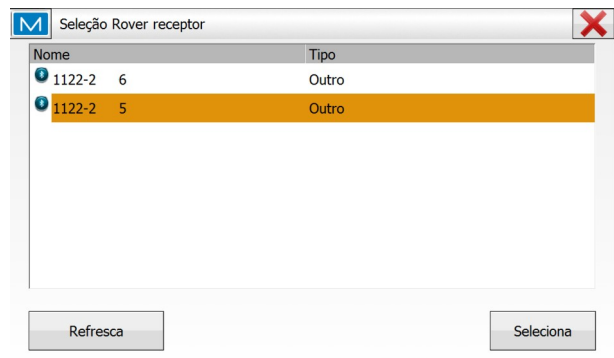 Seleção Rover receptor
Nome Tipo
1122-2 6 Outro
1122-2 5 Outro
Refresca Seleciona